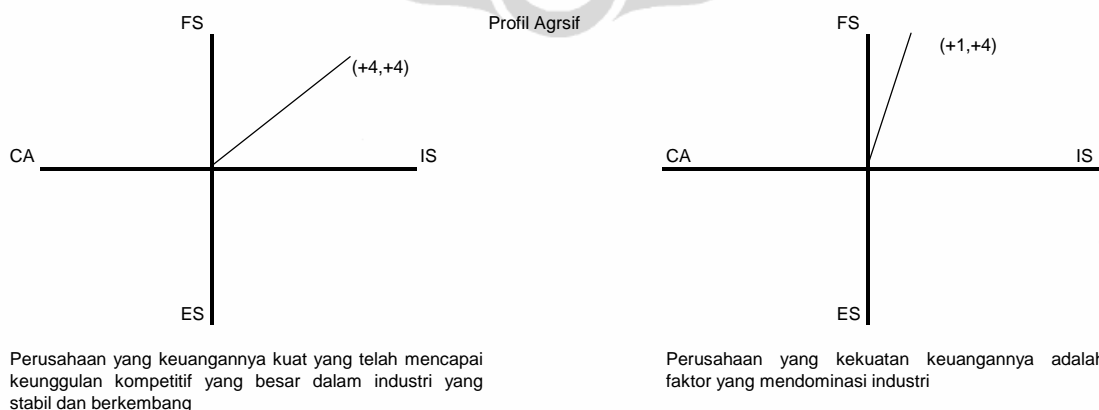 Profil Agrsif
FS
(+4,+4)
CA
IS
ES
Perusahaan yang keuangannya kuat yang telah mencapai
keunggulan kompetitif yang besar dalam industri yang
stabil dan berkembang
FS
(+1,+4)
CA
IS
ES
Perusahaan yang kekuatan keuangannya adalah
faktor yang mendominasi industri